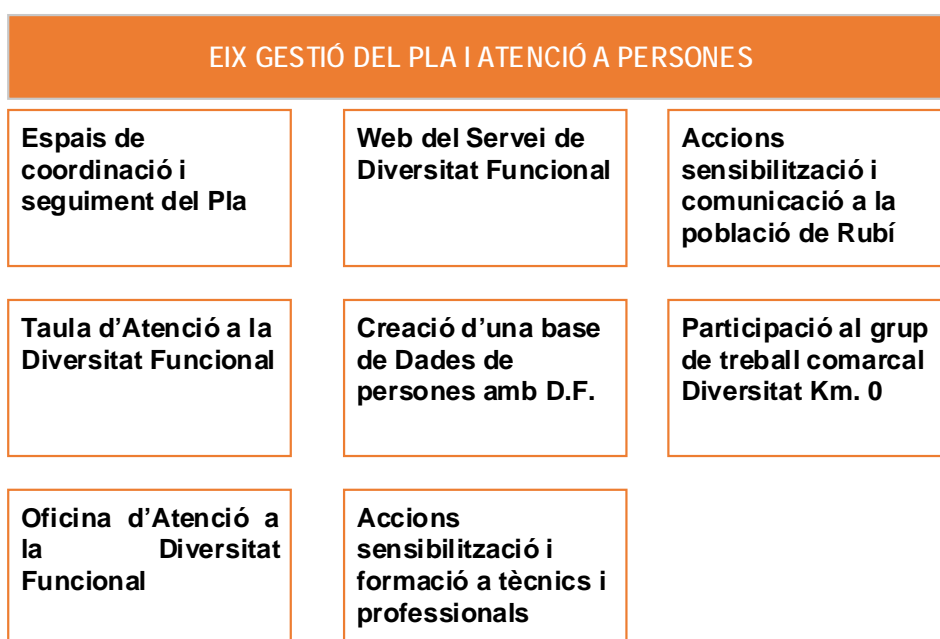 EIX GESTIÓ DEL PLA I ATENCIÓ A PERSONES
Espais de
coordinació i
seguiment del Pla
Web del Servei de
Diversitat Funcional
Accions
sensibilització i
comunicació a la
població de Rubí
Taula d’Atenció a la
Diversitat Funcional
Creació d’una base
de Dades de
persones amb D.F.
Participació al grup
de treball comarcal
Diversitat Km. 0
Oficina d’Atenció a
la Diversitat
Funcional
Accions
sensibilització i
formació a tècnics i
professionals